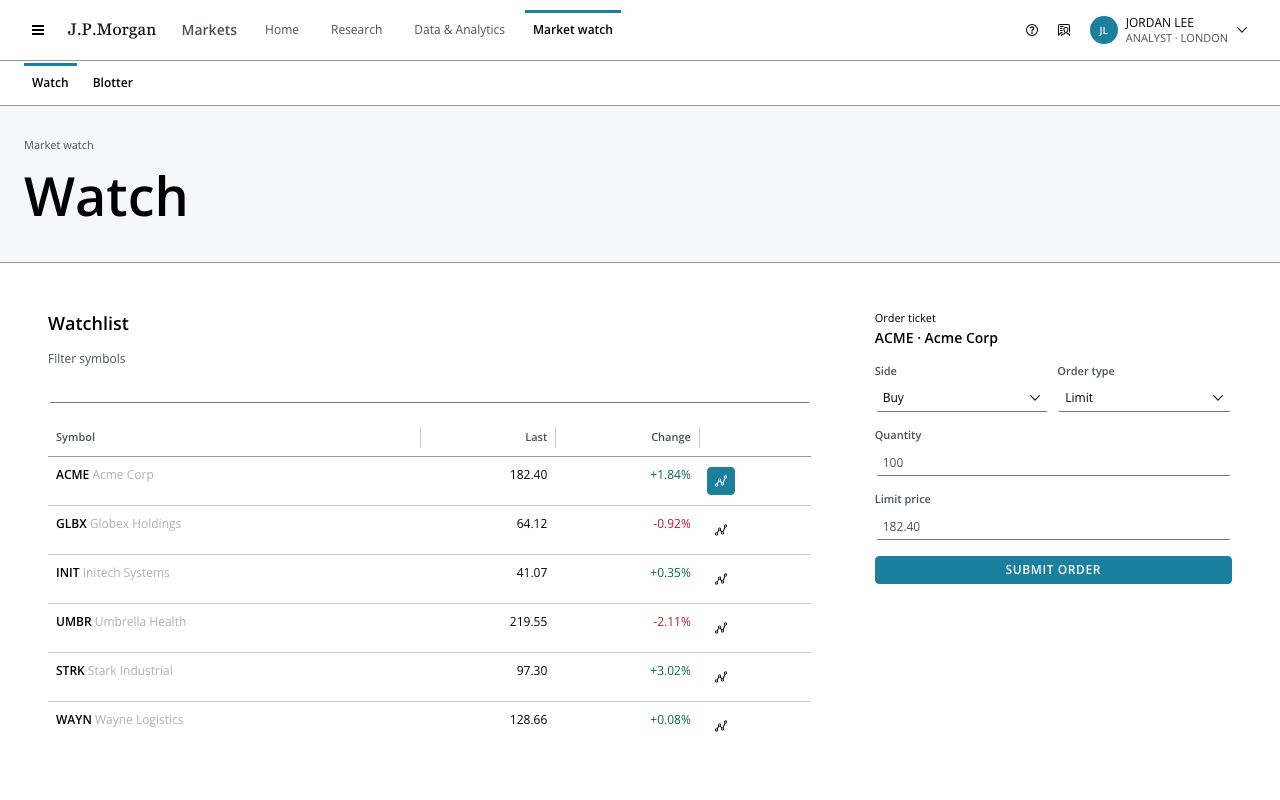 J.P.Morgan Markets Home Research Data & Analytics Market watch JL JORDAN LEE
ANALYST · LONDON
Watch Blotter
Market watch
Watch
Watchlist
Filter symbols
Symbol Last Change
ACME Acme Corp 182.40 +1.84%
GLBX Globex Holdings 64.12 -0.92%
INIT Initech Systems 41.07 +0.35%
UMBR Umbrella Health 219.55 -2.11%
STRK Stark Industrial 97.30 +3.02%
WAYN Wayne Logistics 128.66 +0.08%
Order ticket
ACME · Acme Corp
Side Order type
Buy Limit
Quantity
100
Limit price
182.40
SUBMIT ORDER